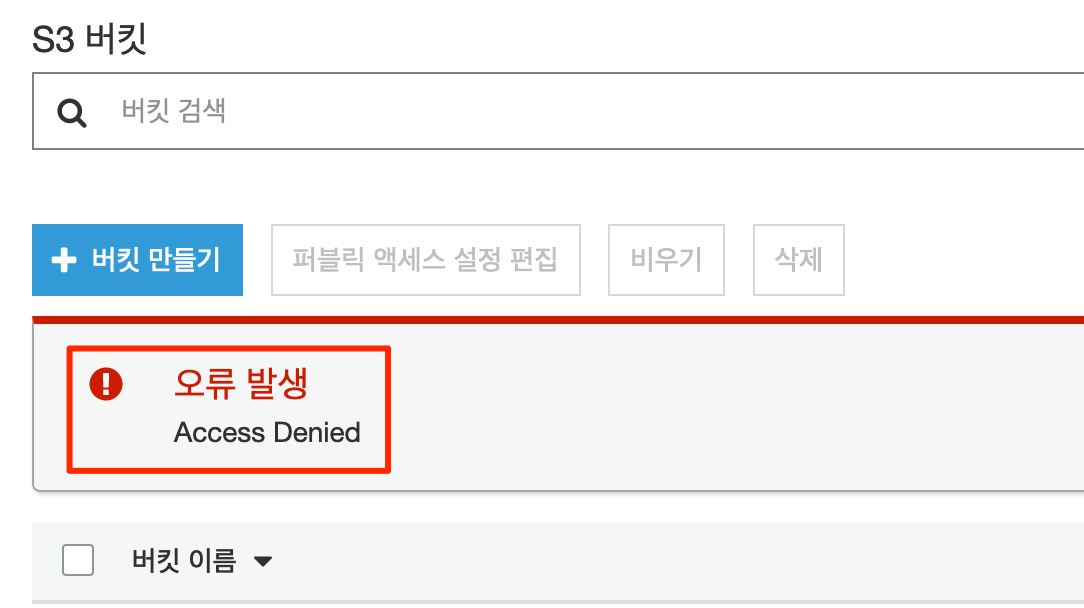 S3 버킷
버킷 검색
버킷 만들기 퍼블릭 액세스 설정 편집 비우기 삭제
오류 발생
Access Denied
버킷 이름